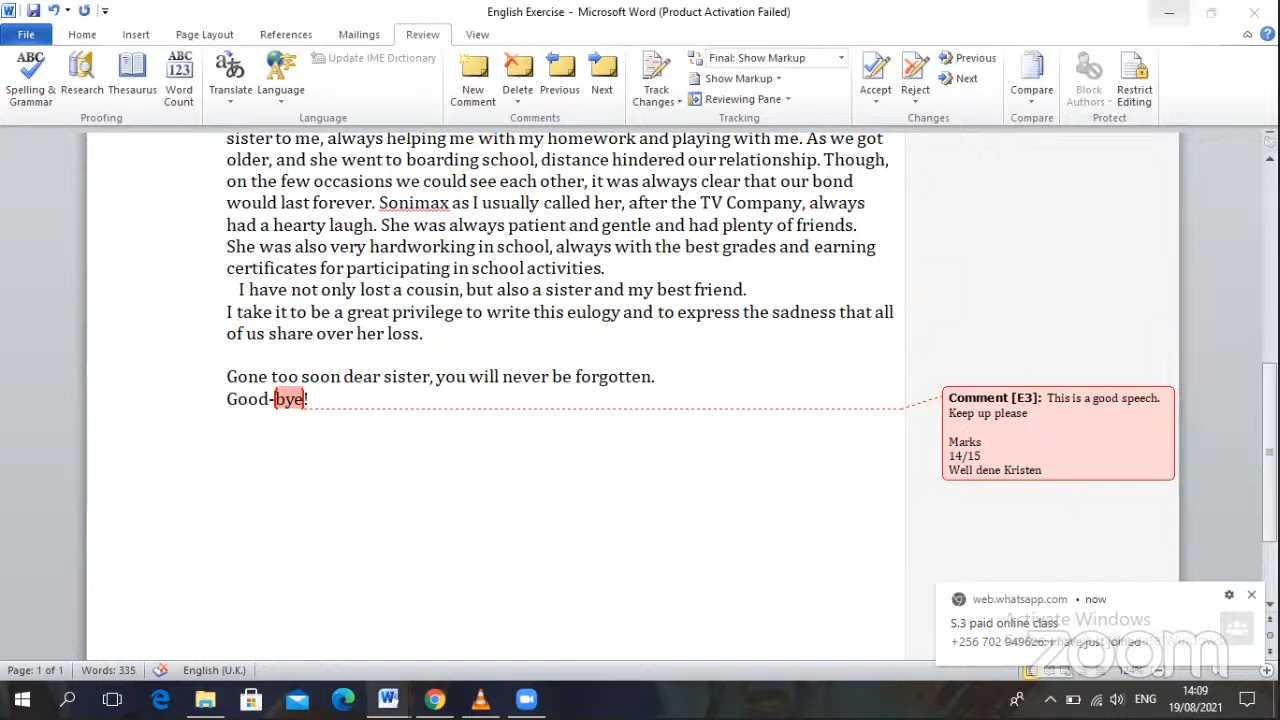 English Exercise - Microsoft Word (Product Activation Failed)
File Home Insert Page Layout References Mailings Review View
Spelling & Grammar
Research
Thesaurus
Word Count
Translate
Language
Update IME Dictionary
New Comment
Delete
Previous
Next
Track Changes
Final: Show Markup
Show Markup
Reviewing Pane
Accept
Reject
Previous
Next
Compare
Block Authors
Restrict Editing
Proofing Language Comments Tracking Changes Compare Protect
sister to me, always helping me with my homework and playing with me. As we got
older, and she went to boarding school, distance hindered our relationship. Though,
on the few occasions we could see each other, it was always clear that our bond
would last forever. Sonimax as I usually called her, after the TV Company, always
had a hearty laugh. She was always patient and gentle and had plenty of friends.
She was also very hardworking in school, always with the best grades and earning
certificates for participating in school activities.
I have not only lost a cousin, but also a sister and my best friend.
I take it to be a great privilege to write this eulogy and to express the sadness that all
of us share over her loss.
Gone too soon dear sister, you will never be forgotten.
Good-bye!
Comment [E3]: This is a good speech.
Keep up please
Marks
14/15
Well dene Kristen
web.whatsapp.com • now
Activate Windows
S.3 paid online class
+256 702 949626: I have just joined
zoom
Page: 1 of 1 Words: 335 English (U.K.) 124%
ENG
14:09
19/08/2021